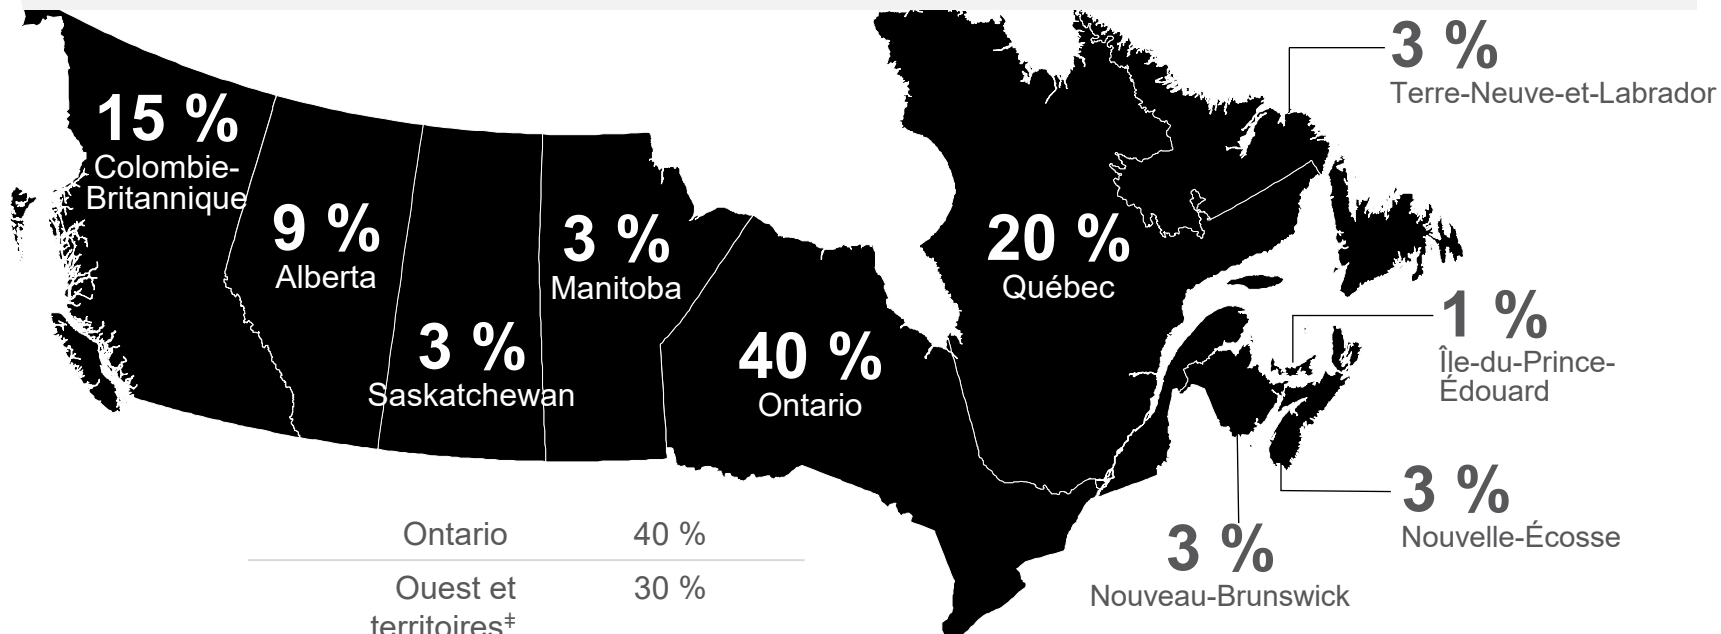 3 %
Terre-Neuve-et-Labrador
15 %
Colombie-
Britannique
9 %
Alberta
3 %
Manitoba
20 %
Québec
3 %
Saskatchewan
40 %
Ontario
1 %
Île-du-Prince-
Édouard
3 %
Nouvelle-Écosse
3 %
Nouveau-Brunswick
Ontario 40 %
Ouest et 30 %
territoires‡